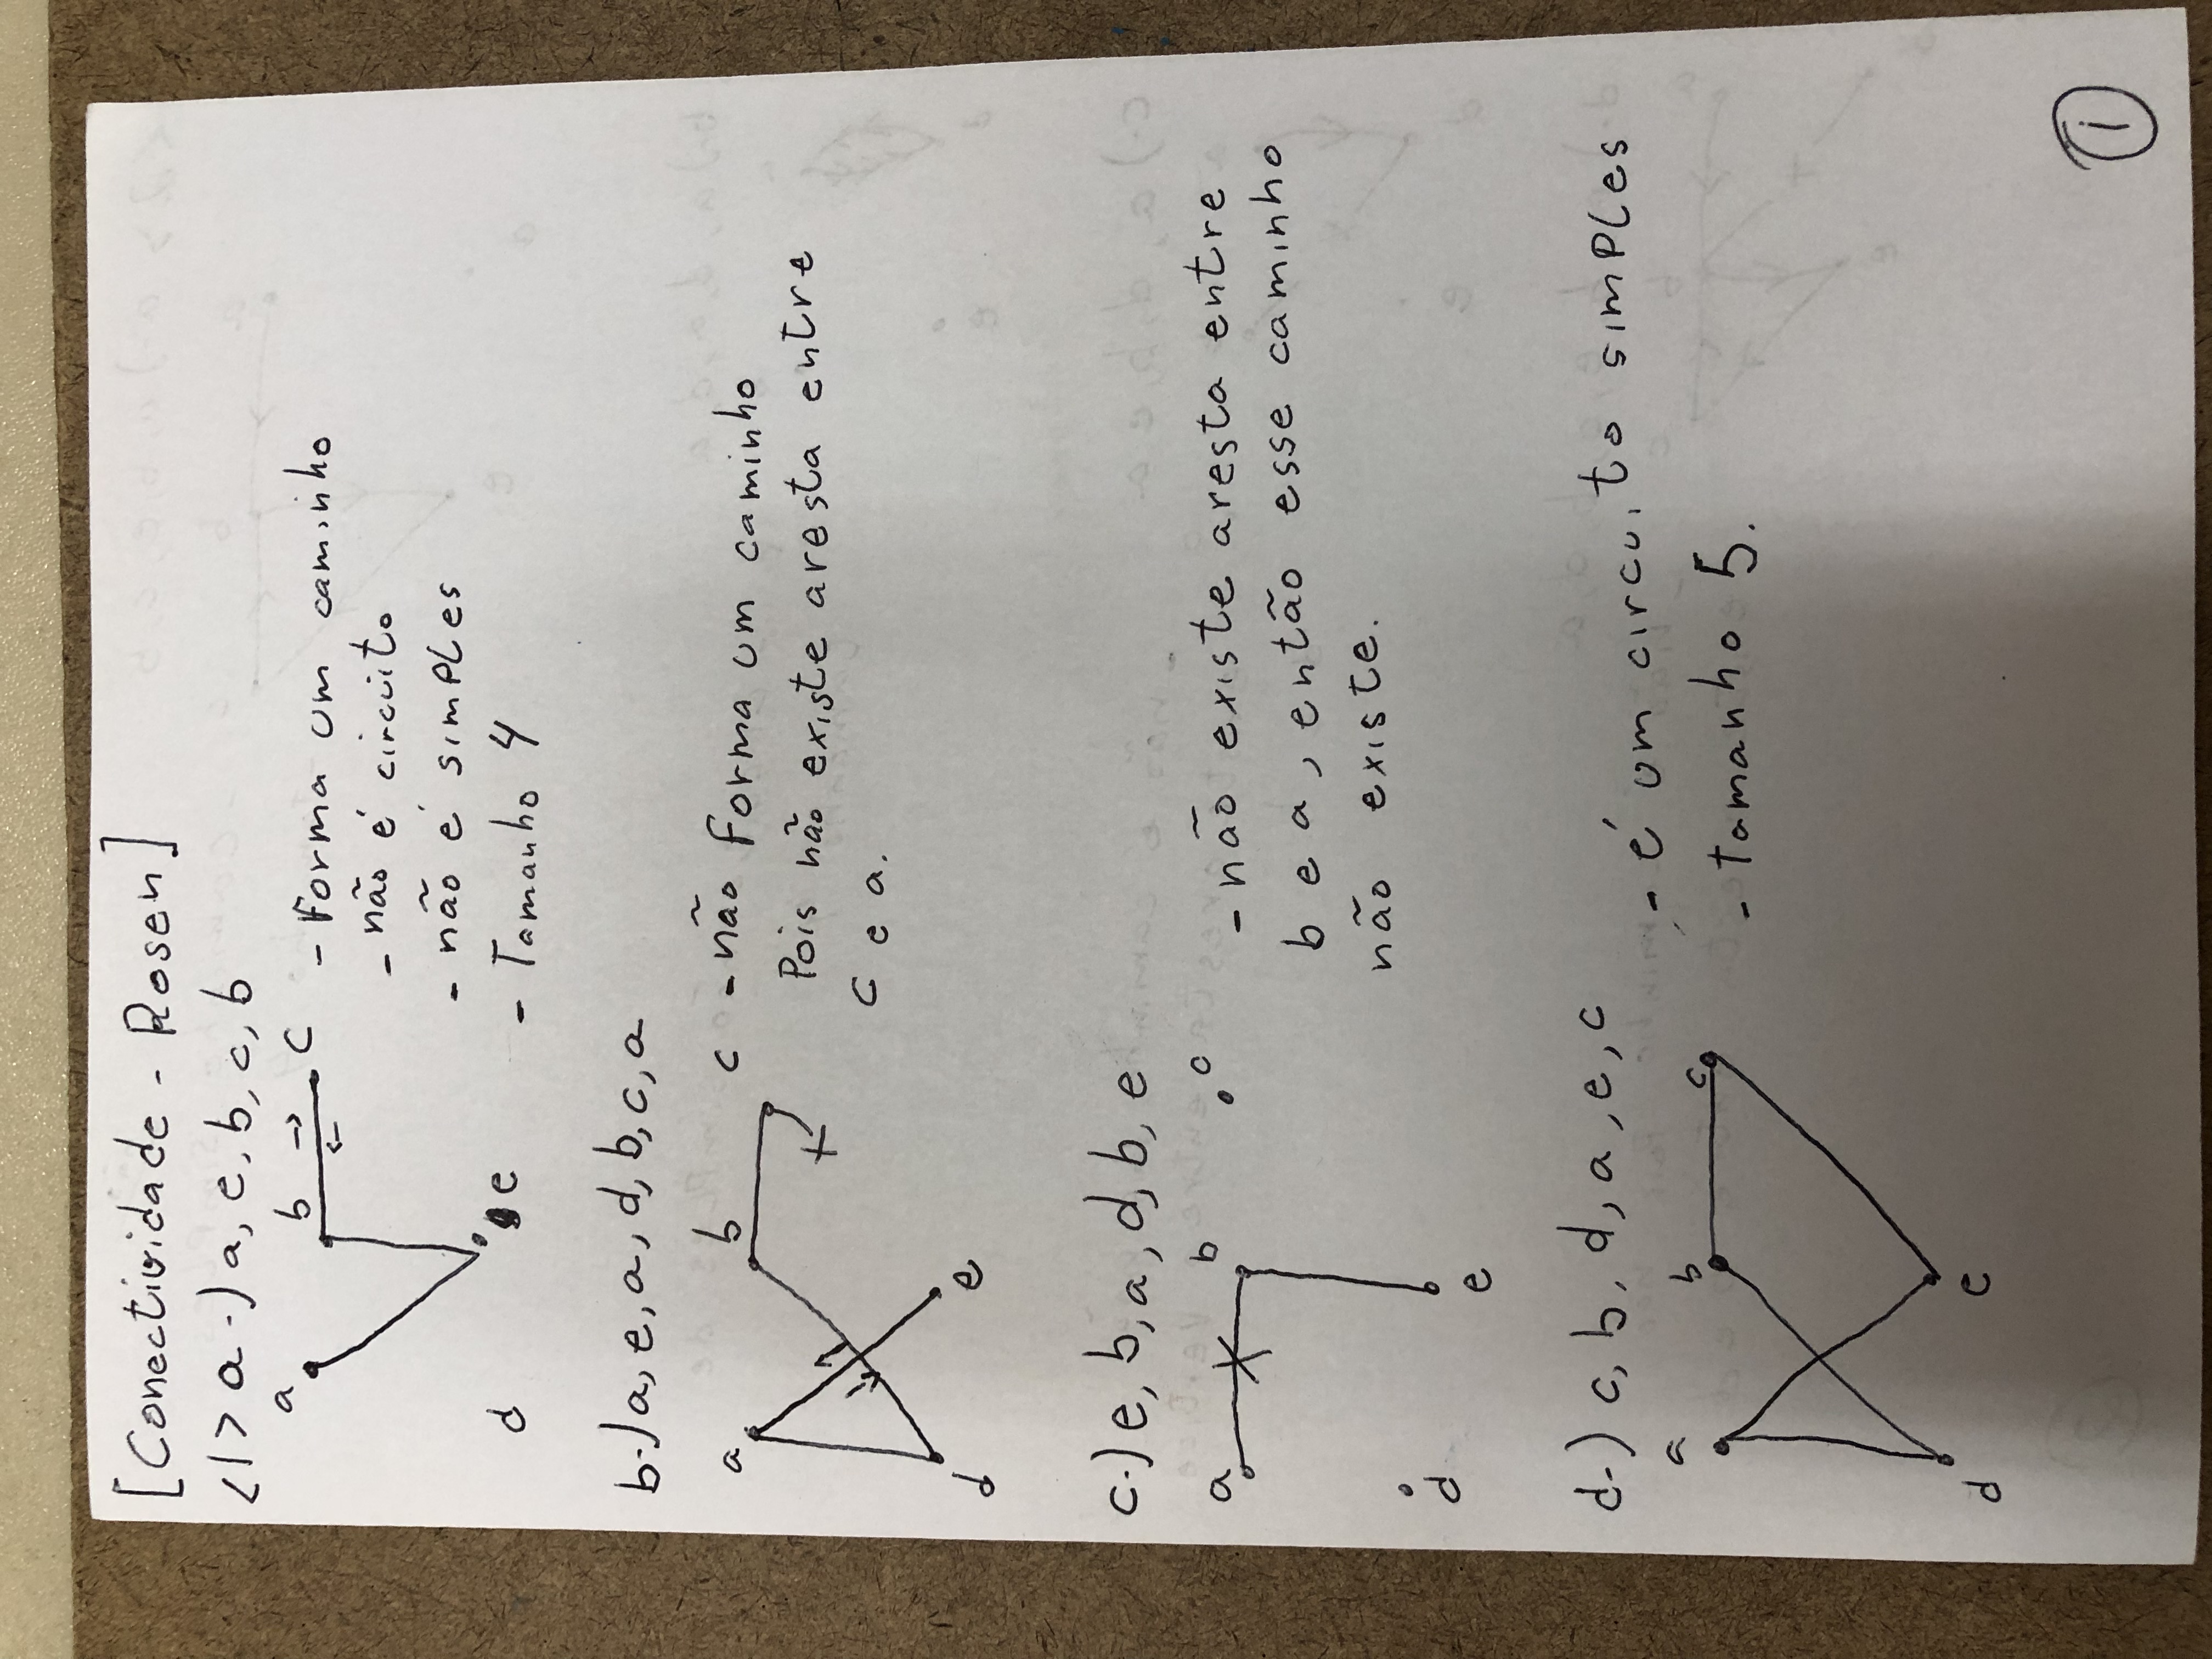 [Conectividade - Rosen]
<1> a-) a, e, b, c, b
a b → ← c
- Forma um caminho
- não é circuito
- não é simples
d e
- Tamanho 4
b-) a, e, a, d, b, c, a
a b c
- não Forma um caminho
Pois não existe aresta entre
c e a.
d e
c-) e, b, a, d, b, e
a b c
- não existe aresta entre
b e a, então esse caminho
não existe.
d
e
d-) c, b, d, a, e, c
- é um circuito simples
a b c
- tamanho 5.
d e
1